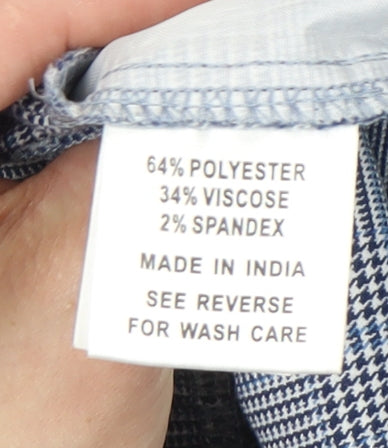 64% POLYESTER
34% VISCOSE
2% SPANDEX
MADE IN INDIA
SEE REVERSE
FOR WASH CARE